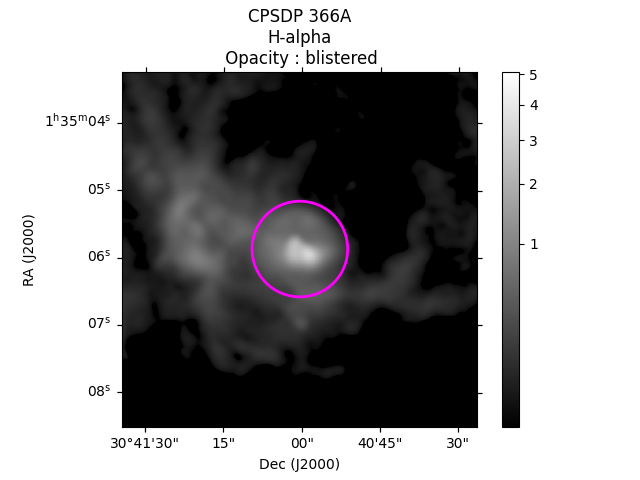 CPSDP 366A
H-alpha
Opacity : blistered
1ʰ35ᵐ04ˢ
05ˢ
06ˢ
07ˢ
08ˢ
RA (J2000)
30°41'30" 15" 00" 40'45" 30"
Dec (J2000)
5
4
3
2
1